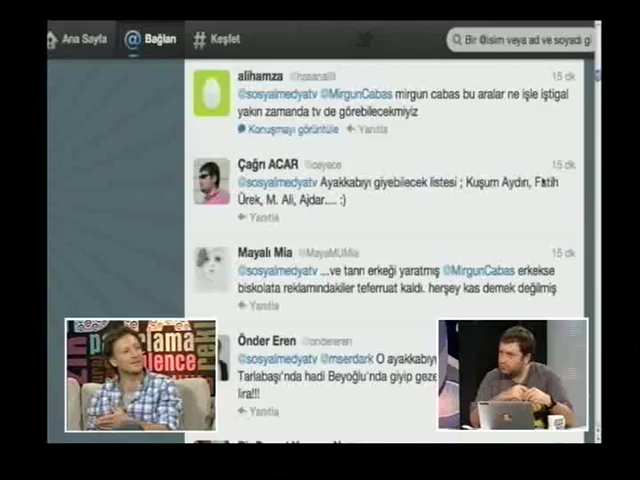 Ana Sayfa @ Bağlan # Keşfet
Bir @isim veya ad ve soyadı gi
alihamza 15 dk
@sosyalmedyatv @MirgunCabas mirgun cabas bu aralar ne işle iştigal
yakın zamanda tv de görebilecekmiyiz
Konuşmayı görüntüle Yanıtla
Çağrı ACAR 15 dk
@sosyalmedyatv Ayakkabıyı giyebilecek listesi ; Kuşum Aydın, Fatih
Ürek, M. Ali, Ajdar.... :)
Yanıtla
Mayalı Mia @MayaMUMia 15 dk
@sosyalmedyatv ...ve tanrı erkeği yaratmış @MirgunCabas erkekse
biskolata reklamındakiler teferruat kaldı. herşey kas demek değilmiş
Yanıtla
Önder Eren @ondereren
@sosyalmedyatv @mserdark O ayakkabıyı
Tarlabaşı'nda hadi Beyoğlu'nda giyip geze
lira!!!
Yanıtla